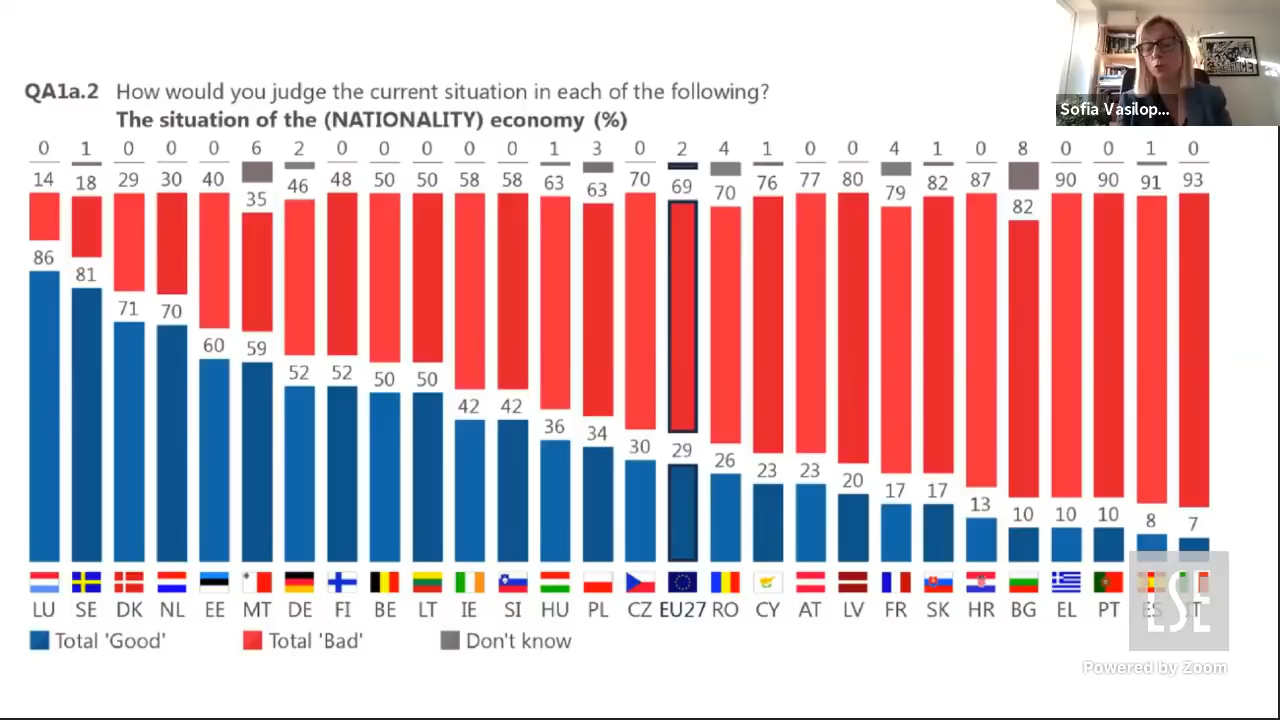 Sofia Vasilop...
QA1a.2 How would you judge the current situation in each of the following?
The situation of the (NATIONALITY) economy (%)
0 1 0 0 0 6 2 0 0 0 0 0 1 3 0 2 4 1 0 0 4 1 0 8 0 0 1 0
14 18 29 30 40 35 46 48 50 50 58 58 63 63 70 69 70 76 77 80 79 82 87 82 90 90 91 93
86 81 71 70 60 59 52 52 50 50 42 42 36 34 30 29 26 23 23 20 17 17 13 10 10 10 8 7
LU SE DK NL EE MT DE FI BE LT IE SI HU PL CZ EU27 RO CY AT LV FR SK HR BG EL PT ES IT
Total 'Good' Total 'Bad' Don't know
ESE
Powered by Zoom